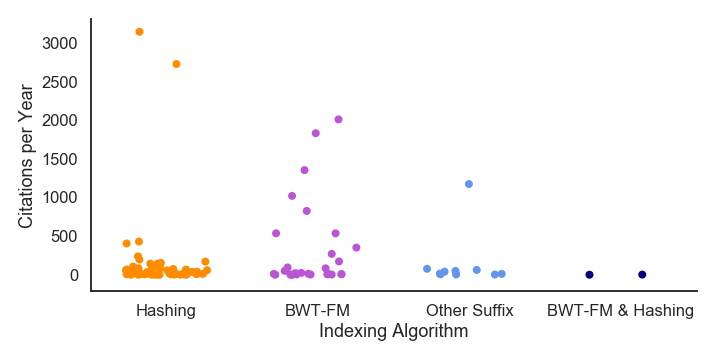 3000
2500
2000
1500
1000
500
0
Citations per Year
Hashing
BWT-FM
Other Suffix
BWT-FM & Hashing
Indexing Algorithm